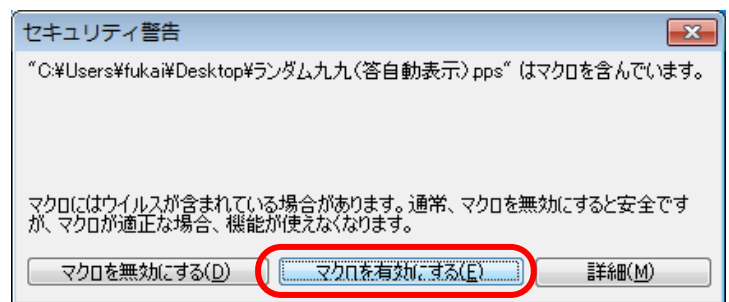 セキュリティ警告
"C:¥Users¥fukai¥Desktop¥ランダム九九(答自動表示).pps" はマクロを含んでいます。
マクロにはウイルスが含まれている場合があります。通常、マクロを無効にすると安全です
が、マクロが適正な場合、機能が使えなくなります。
マクロを無効にする(D) マクロを有効にする(E) 詳細(M)